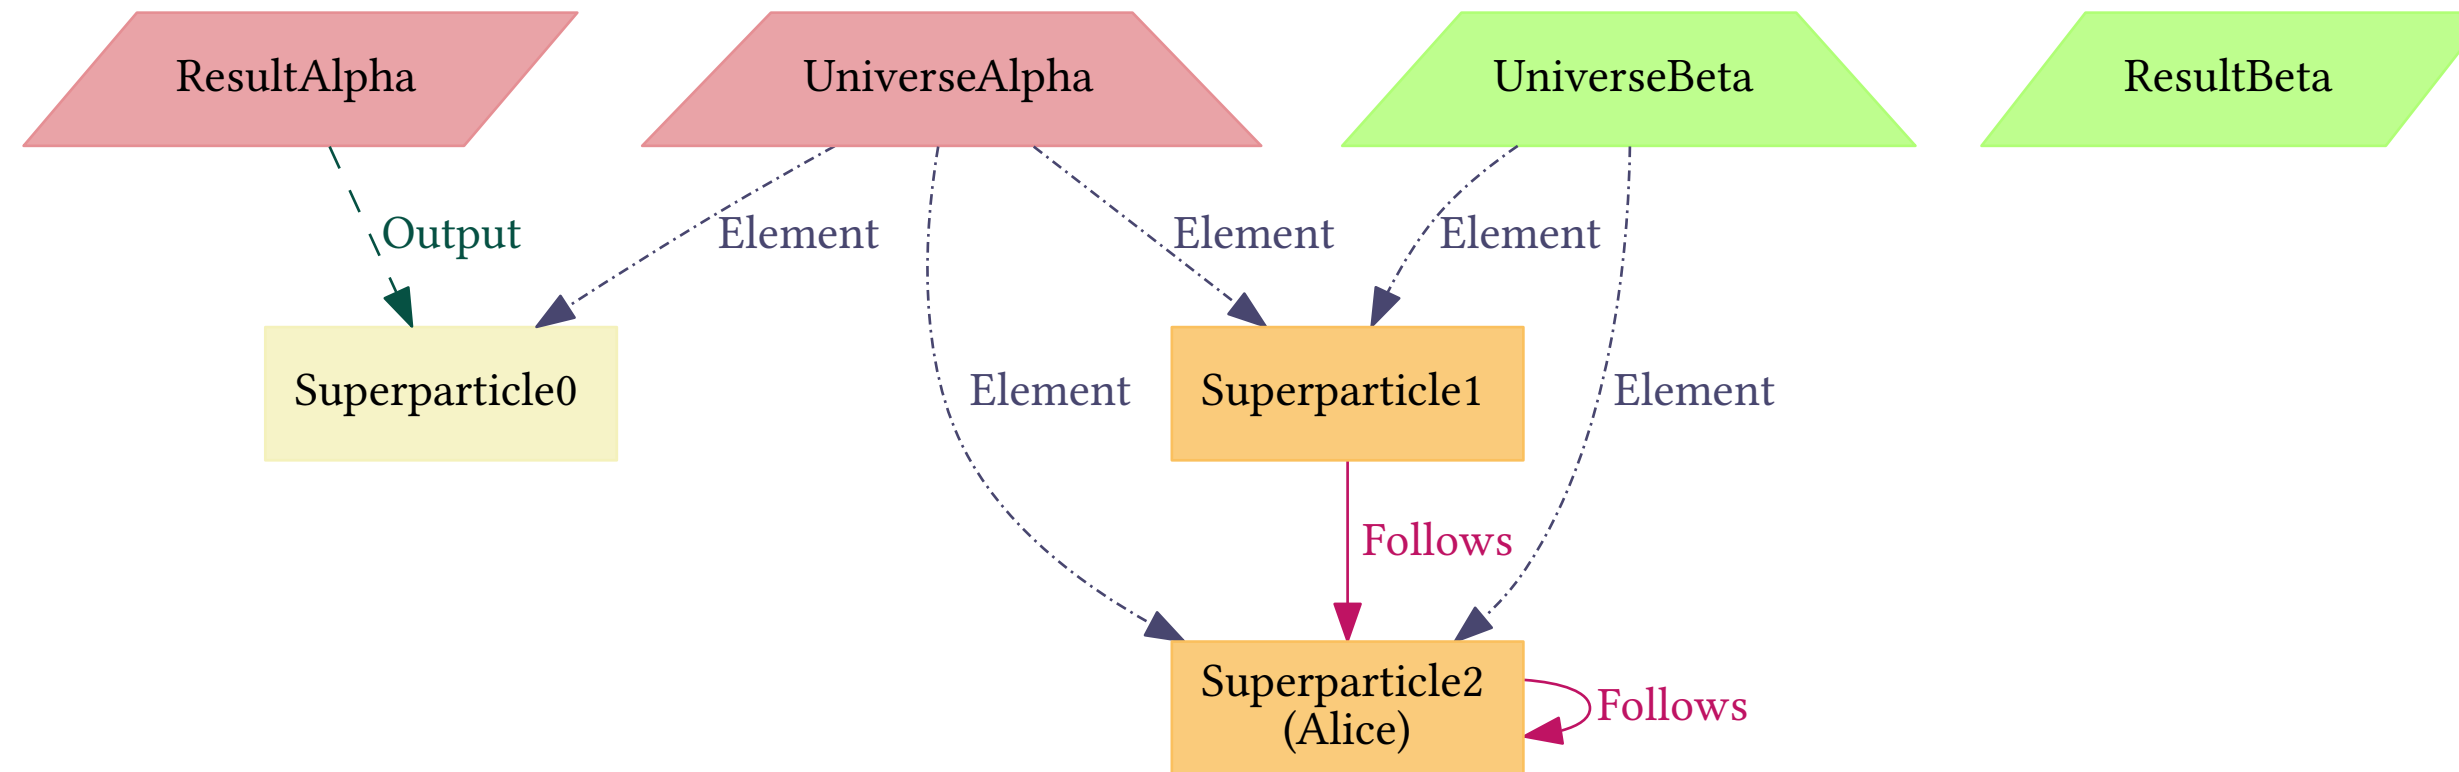 ResultAlpha
UniverseAlpha
UniverseBeta
ResultBeta
Output
Element
Element
Element
Superparticle0
Element
Superparticle1
Element
Follows
Superparticle2
(Alice)
Follows